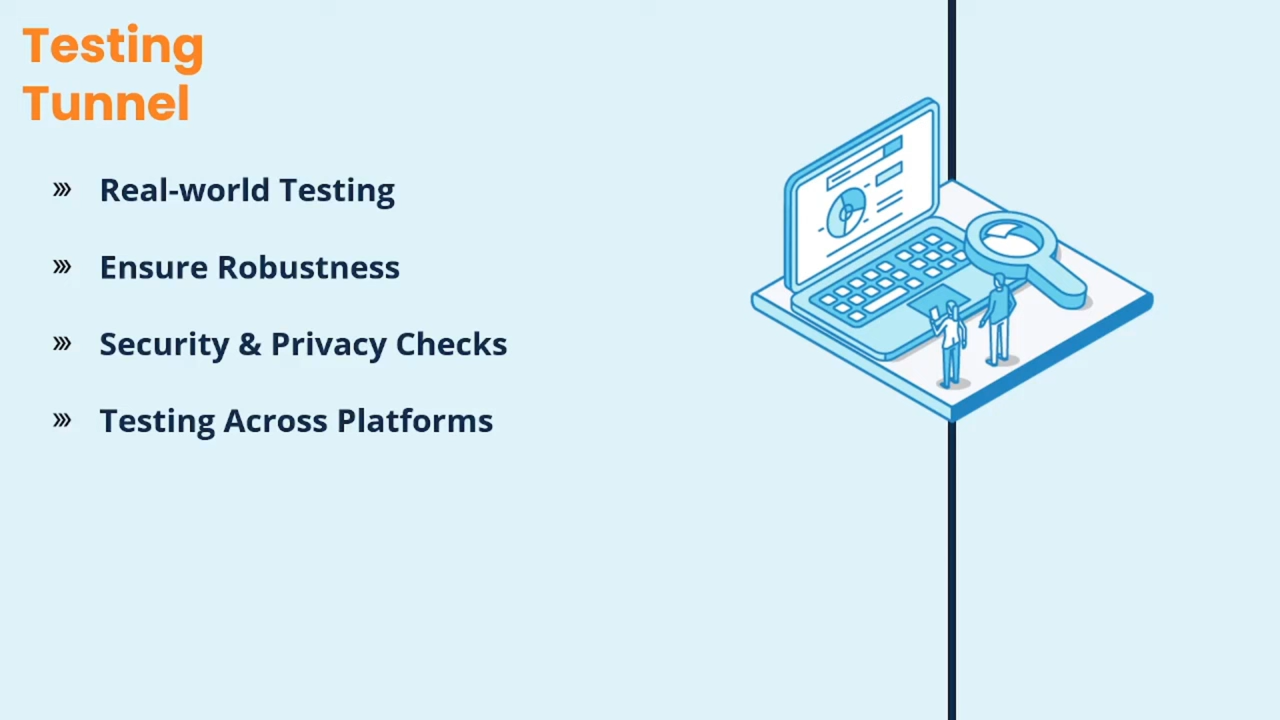 Testing
Tunnel
Real-world Testing
Ensure Robustness
Security & Privacy Checks
Testing Across Platforms